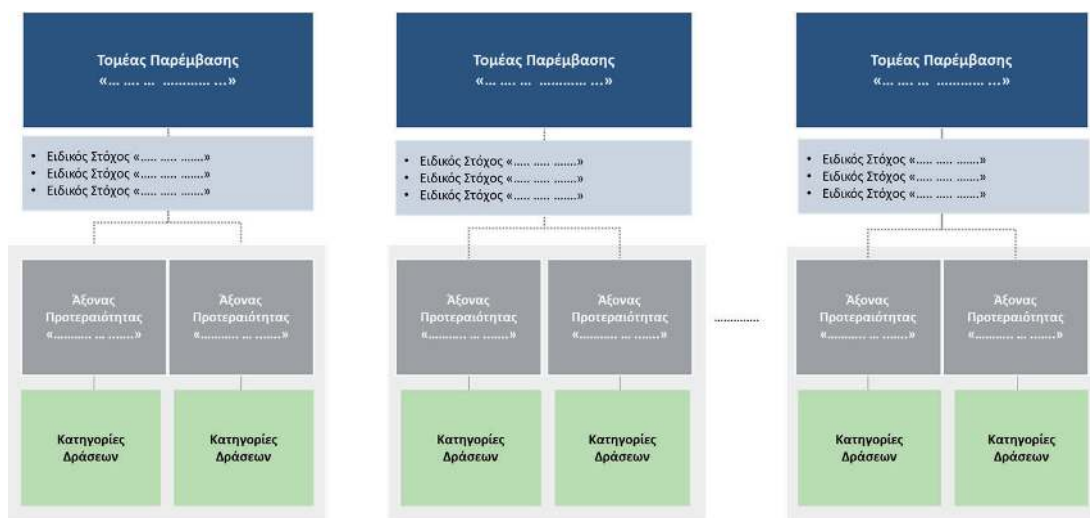 Τομέας Παρέμβασης
«... .... ... ............ ...»
• Ειδικός Στόχος «..... ..... .......»
• Ειδικός Στόχος «..... ..... .......»
• Ειδικός Στόχος «..... ..... .......»
Άξονας
Προτεραιότητας
«........... ... .......»
Άξονας
Προτεραιότητας
«........... ... .......»
Κατηγορίες
Δράσεων
Κατηγορίες
Δράσεων
Τομέας Παρέμβασης
«... .... ... ............ ...»
• Ειδικός Στόχος «..... ..... .......»
• Ειδικός Στόχος «..... ..... .......»
• Ειδικός Στόχος «..... ..... .......»
Άξονας
Προτεραιότητας
«........... ... .......»
Άξονας
Προτεραιότητας
«........... ... .......»
Κατηγορίες
Δράσεων
Κατηγορίες
Δράσεων
.............
Τομέας Παρέμβασης
«... .... ... ............ ...»
• Ειδικός Στόχος «..... ..... .......»
• Ειδικός Στόχος «..... ..... .......»
• Ειδικός Στόχος «..... ..... .......»
Άξονας
Προτεραιότητας
«........... ... .......»
Άξονας
Προτεραιότητας
«........... ... .......»
Κατηγορίες
Δράσεων
Κατηγορίες
Δράσεων